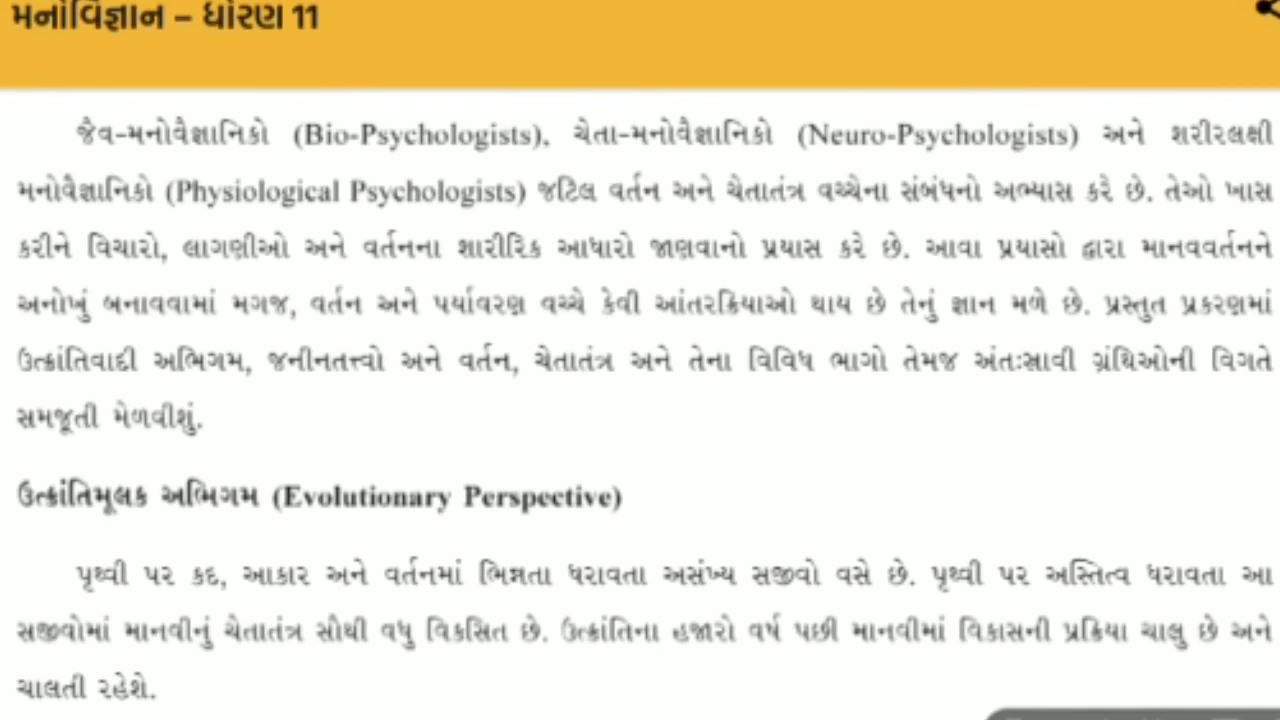 મનોવિજ્ઞાન – ધોરણ 11
જૈવ-મનોવૈજ્ઞાનિકો (Bio-Psychologists), ચેતા-મનોવૈજ્ઞાનિકો (Neuro-Psychologists) અને શરીરલક્ષી
મનોવૈજ્ઞાનિકો (Physiological Psychologists) જટિલ વર્તન અને ચેતાતંત્ર વચ્ચેના સંબંધનો અભ્યાસ કરે છે. તેઓ ખાસ
કરીને વિચારો, લાગણીઓ અને વર્તનના શારીરિક આધારો જાણવાનો પ્રયાસ કરે છે. આવા પ્રયાસો દ્વારા માનવવર્તનને
અનોખું બનાવવામાં મગજ, વર્તન અને પર્યાવરણ વચ્ચે કેવી આંતરક્રિયાઓ થાય છે તેનું જ્ઞાન મળે છે. પ્રસ્તુત પ્રકરણમાં
ઉત્ક્રાંતિવાદી અભિગમ, જનીનતત્ત્વો અને વર્તન, ચેતાતંત્ર અને તેના વિવિધ ભાગો તેમજ અંતઃસ્રાવી ગ્રંથિઓની વિગતે
સમજૂતી મેળવીશું.
ઉત્ક્રાંતિમૂલક અભિગમ (Evolutionary Perspective)
પૃથ્વી પર કદ, આકાર અને વર્તનમાં ભિન્નતા ધરાવતા અસંખ્ય સજીવો વસે છે. પૃથ્વી પર અસ્તિત્વ ધરાવતા આ
સજીવોમાં માનવીનું ચેતાતંત્ર સૌથી વધુ વિકસિત છે. ઉત્ક્રાંતિના હજારો વર્ષ પછી માનવીમાં વિકાસની પ્રક્રિયા ચાલુ છે અને
ચાલતી રહેશે.